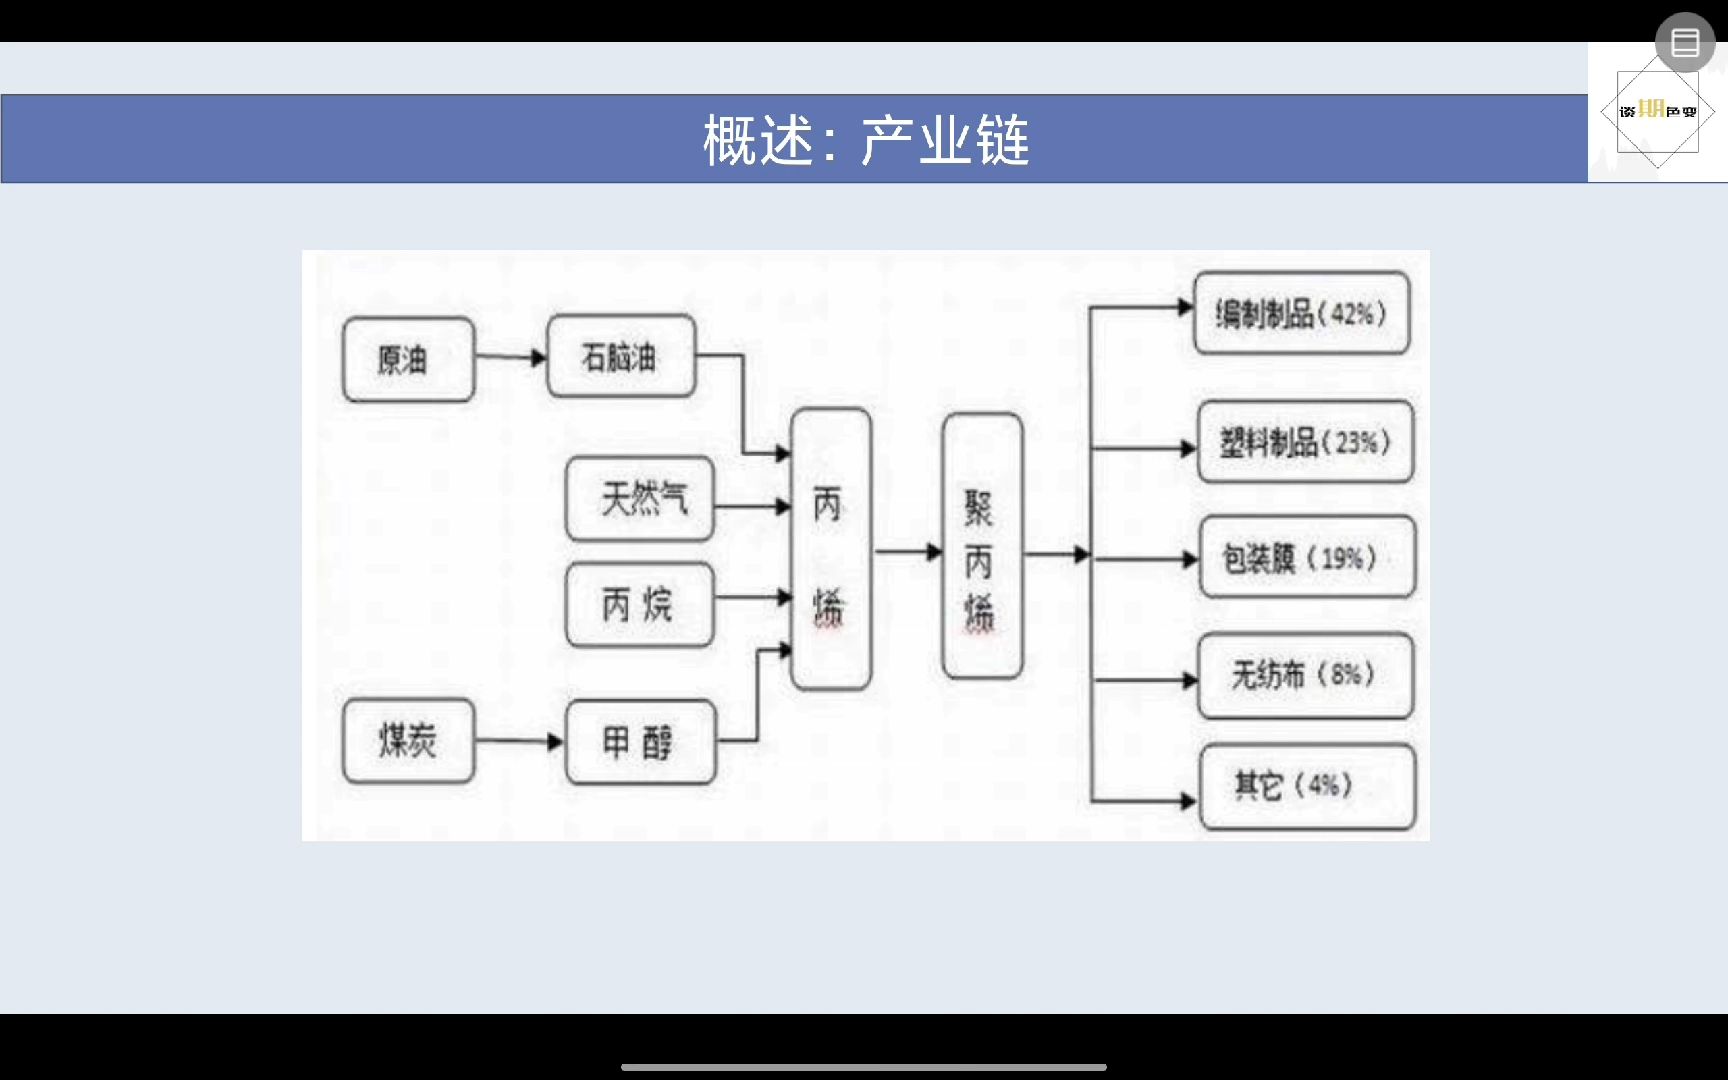 概述：产业链
谈期色变
原油
石脑油
天然气
丙烷
煤炭
甲醇
丙烯
聚丙烯
编制制品（42%）
塑料制品（23%）
包装膜（19%）
无纺布（8%）
其它（4%）